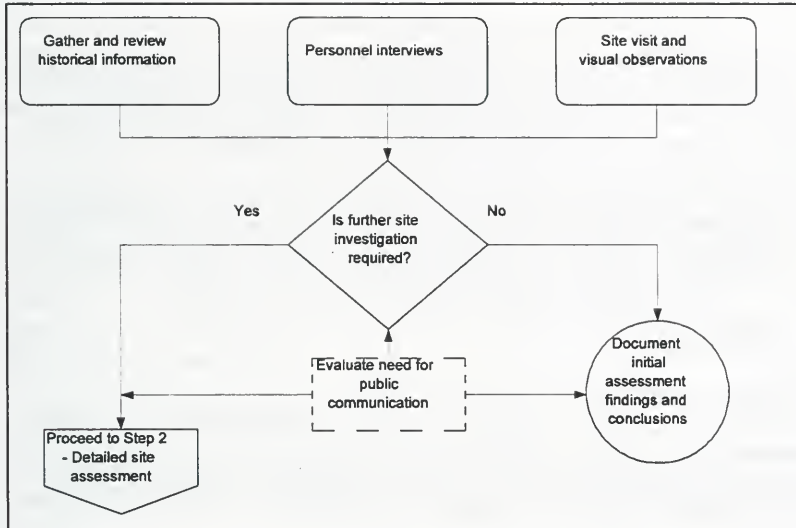 Gather and review
historical information
Personnel interviews
Site visit and
visual observations
Yes
No
Is further site
investigation
required?
Evaluate need for
public
communication
Document
initial
assessment
findings and
conclusions
Proceed to Step 2
- Detailed site
assessment